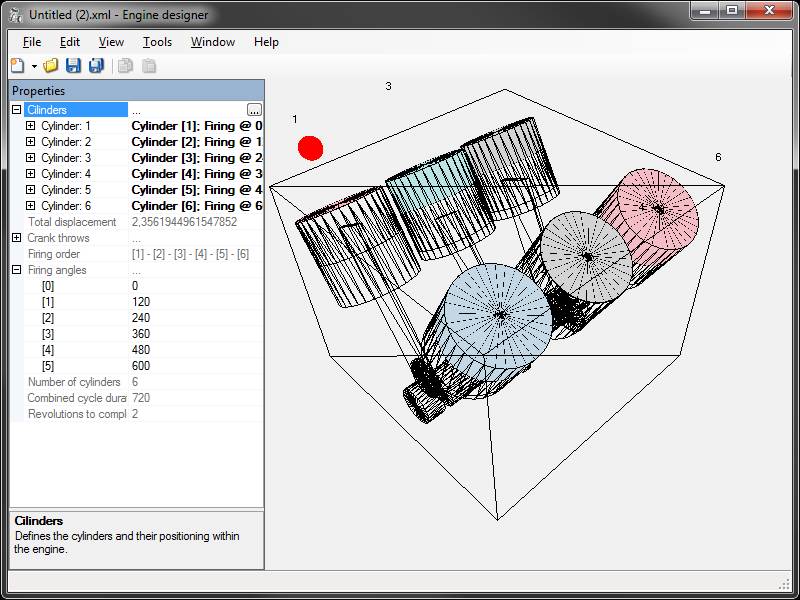 Untitled (2).xml - Engine designer
File Edit View Tools Window Help
Properties
Cilinders ... ...
Cylinder: 1 Cylinder [1]; Firing @ 0
Cylinder: 2 Cylinder [2]; Firing @ 1
Cylinder: 3 Cylinder [3]; Firing @ 2
Cylinder: 4 Cylinder [4]; Firing @ 3
Cylinder: 5 Cylinder [5]; Firing @ 4
Cylinder: 6 Cylinder [6]; Firing @ 6
Total displacement 2,3561944961547852
Crank throws ...
Firing order [1] - [2] - [3] - [4] - [5] - [6]
Firing angles ...
[0] 0
[1] 120
[2] 240
[3] 360
[4] 480
[5] 600
Number of cylinders 6
Combined cycle durat 720
Revolutions to compl 2
Cilinders
Defines the cylinders and their positioning within
the engine.
3
1
6
4